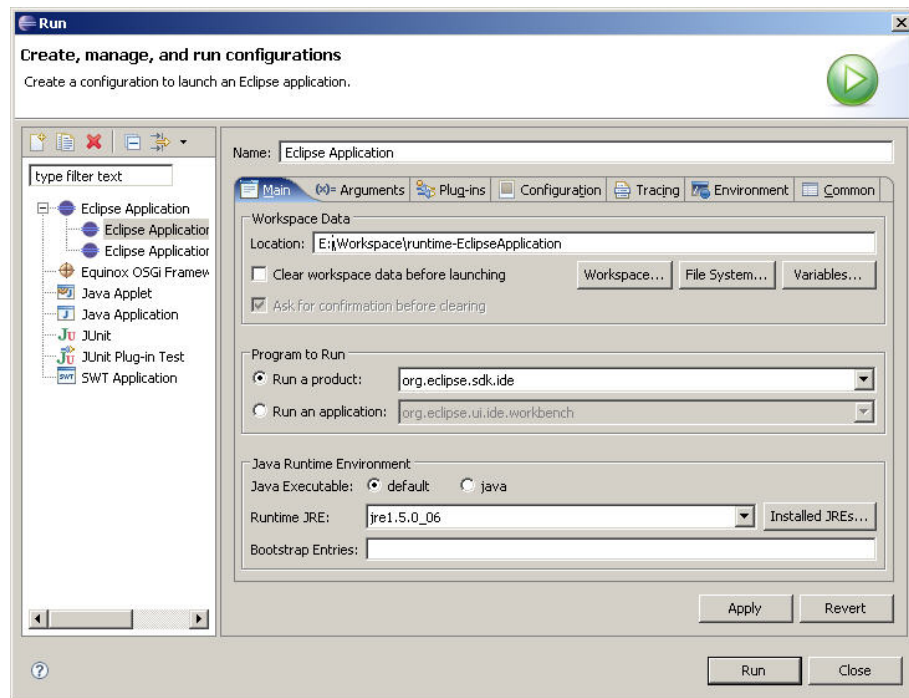 Run
Create, manage, and run configurations
Create a configuration to launch an Eclipse application.
type filter text
Eclipse Application
Eclipse Application
Eclipse Application
Equinox OSGi Framew
Java Applet
Java Application
JUnit
JUnit Plug-in Test
SWT Application
Name: Eclipse Application
Main (x)= Arguments Plug-ins Configuration Tracing Environment Common
Workspace Data
Location: E:\Workspace\runtime-EclipseApplication
Clear workspace data before launching Workspace... File System... Variables...
Ask for confirmation before clearing
Program to Run
Run a product: org.eclipse.sdk.ide
Run an application: org.eclipse.ui.ide.workbench
Java Runtime Environment
Java Executable: default java
Runtime JRE: jre1.5.0_06 Installed JREs...
Bootstrap Entries:
Apply Revert
Run Close